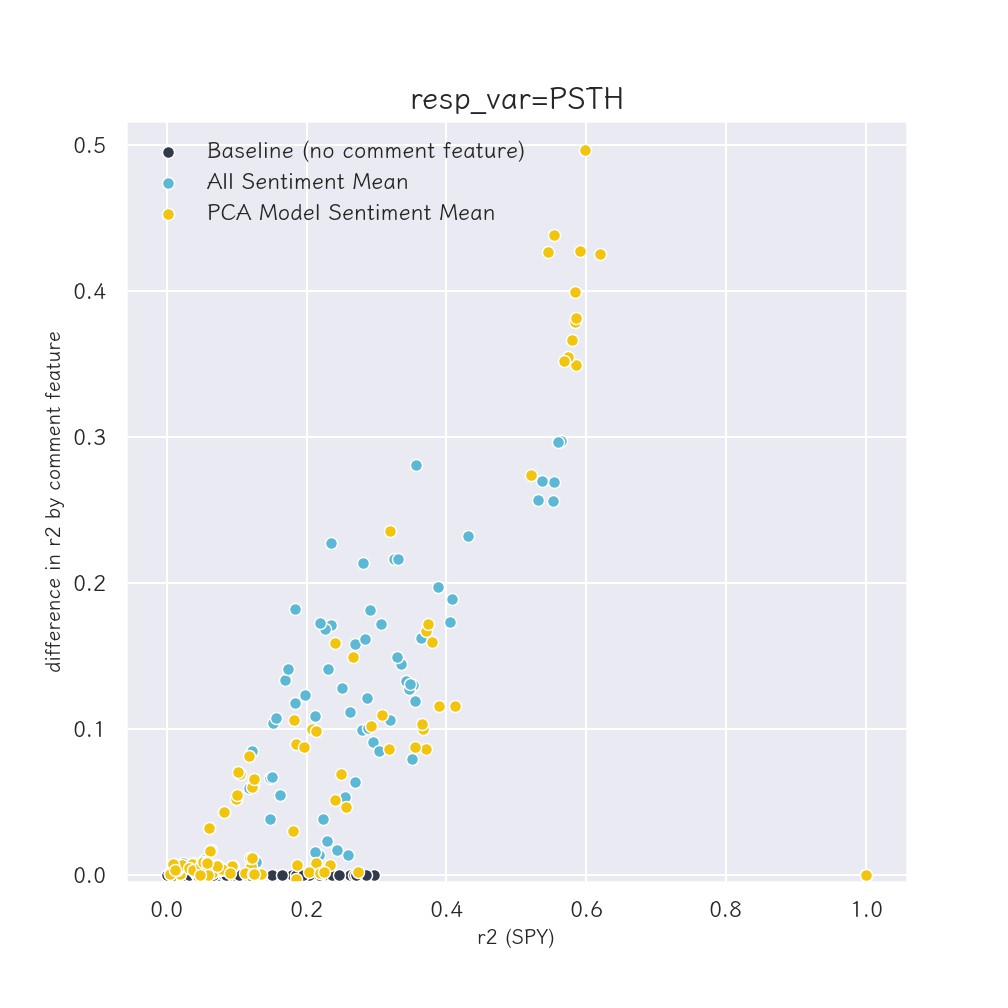 resp_var=PSTH
Baseline (no comment feature)
All Sentiment Mean
PCA Model Sentiment Mean
difference in r2 by comment feature
0.5
0.4
0.3
0.2
0.1
0.0
0.0 0.2 0.4 0.6 0.8 1.0
r2 (SPY)